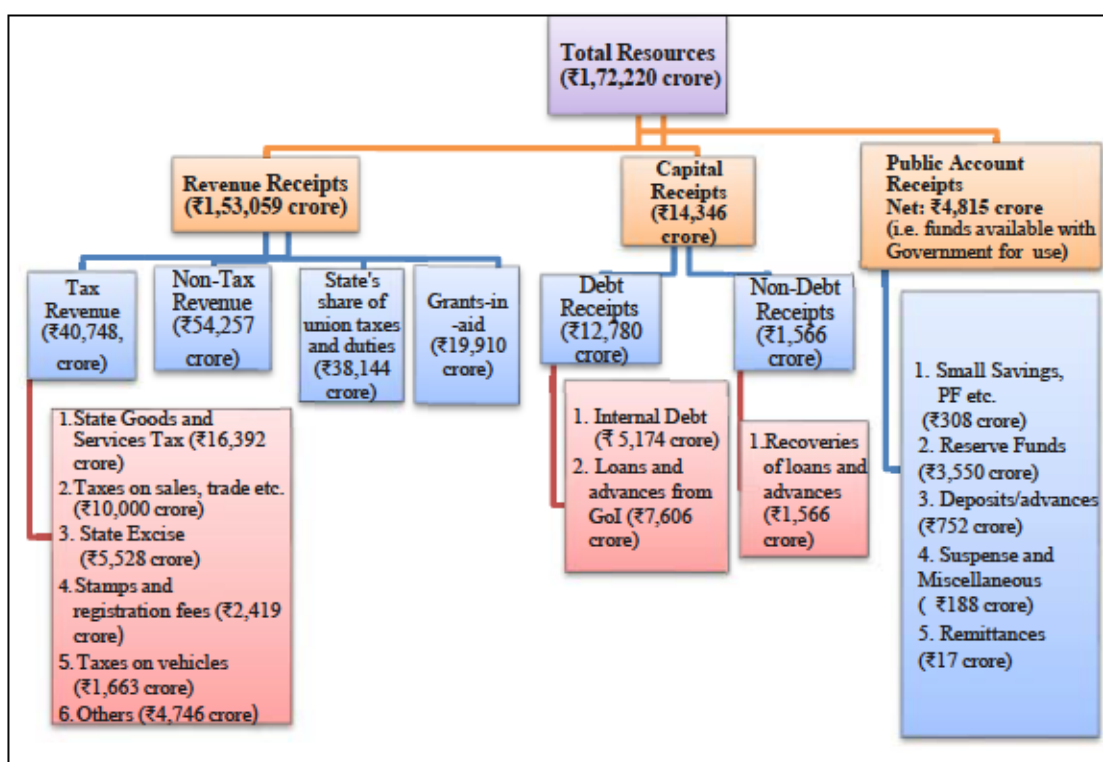 Total Resources
(₹1,72,220 crore)
Revenue Receipts
(₹1,53,059 crore)
Capital
Receipts
(₹14,346
crore)
Public Account
Receipts
Net: ₹4,815 crore
(i.e. funds available with
Government for use)
Tax
Revenue
(₹40,748,
crore)
Non-Tax
Revenue
(₹54,257
crore)
State's
share of
union taxes
and duties
(₹38,144
crore)
Grants-in
-aid
(₹19,910
crore)
Debt
Receipts
(₹12,780
crore)
Non-Debt
Receipts
(₹1,566
crore)
1.State Goods and
Services Tax (₹16,392
crore)
2.Taxes on sales, trade etc.
(₹10,000 crore)
3. State Excise
(₹5,528 crore)
4.Stamps and
registration fees (₹2,419
crore)
5.Taxes on vehicles
(₹1,663 crore)
6.Others (₹4,746 crore)
1. Internal Debt
(₹ 5,174 crore)
2. Loans and
advances from
GoI (₹7,606
crore)
1.Recoveries
of loans and
advances
(₹1,566
crore)
1. Small Savings,
PF etc.
(₹308 crore)
2. Reserve Funds
(₹3,550 crore)
3. Deposits/advances
(₹752 crore)
4. Suspense and
Miscellaneous
( ₹188 crore)
5. Remittances
(₹17 crore)